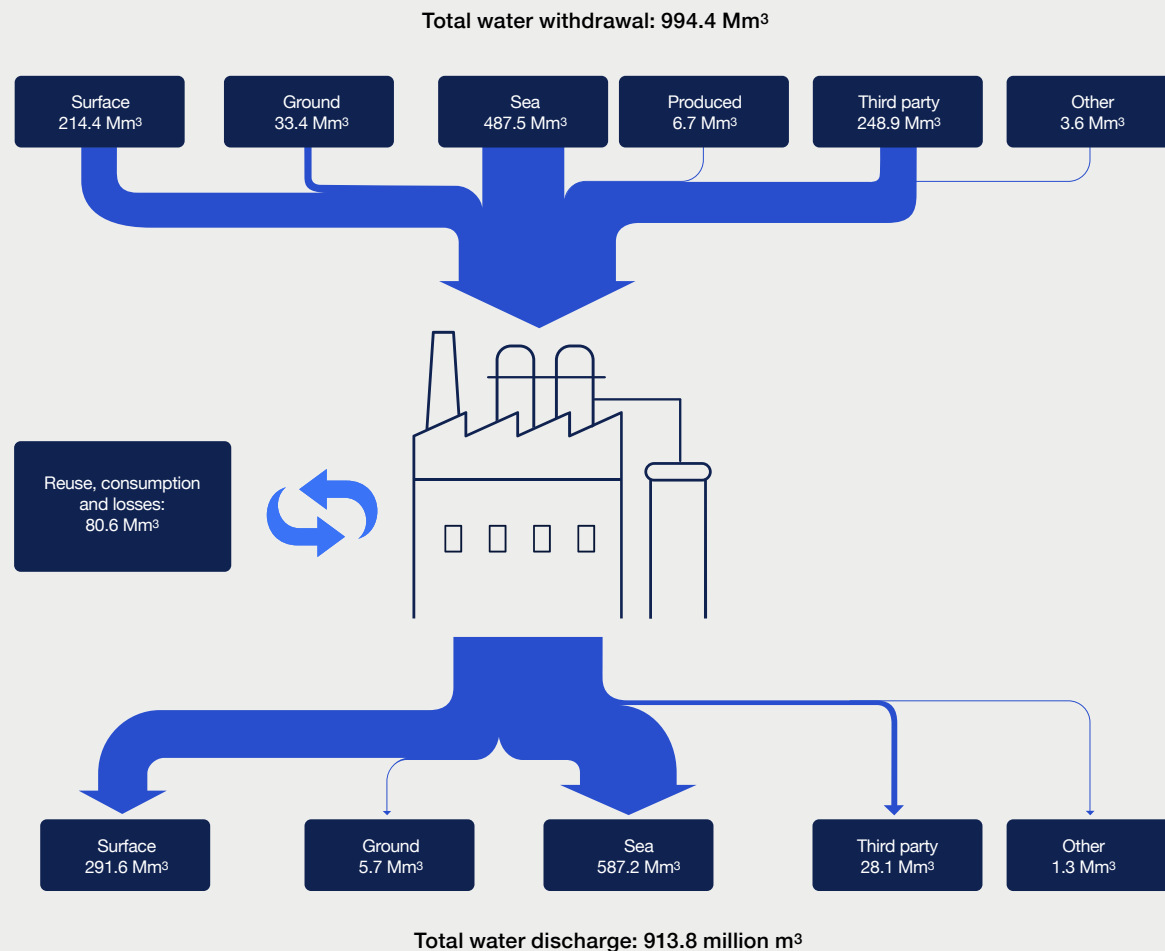 Total water withdrawal: 994.4 Mm³
Surface
214.4 Mm³
Ground
33.4 Mm³
Sea
487.5 Mm³
Produced
6.7 Mm³
Third party
248.9 Mm³
Other
3.6 Mm³
Reuse, consumption
and losses:
80.6 Mm³
Surface
291.6 Mm³
Ground
5.7 Mm³
Sea
587.2 Mm³
Third party
28.1 Mm³
Other
1.3 Mm³
Total water discharge: 913.8 million m³